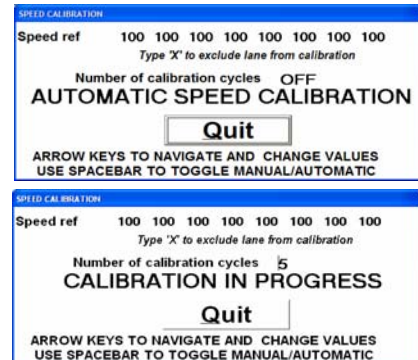 SPEED CALIBRATION
Speed ref 100 100 100 100 100 100 100
Type 'X' to exclude lane from calibration
Number of calibration cycles OFF
AUTOMATIC SPEED CALIBRATION
Quit
ARROW KEYS TO NAVIGATE AND CHANGE VALUES
USE SPACEBAR TO TOGGLE MANUAL/AUTOMATIC
SPEED CALIBRATION
Speed ref 100 100 100 100 100 100 100
Type 'X' to exclude lane from calibration
Number of calibration cycles 5
CALIBRATION IN PROGRESS
Quit
ARROW KEYS TO NAVIGATE AND CHANGE VALUES
USE SPACEBAR TO TOGGLE MANUAL/AUTOMATIC